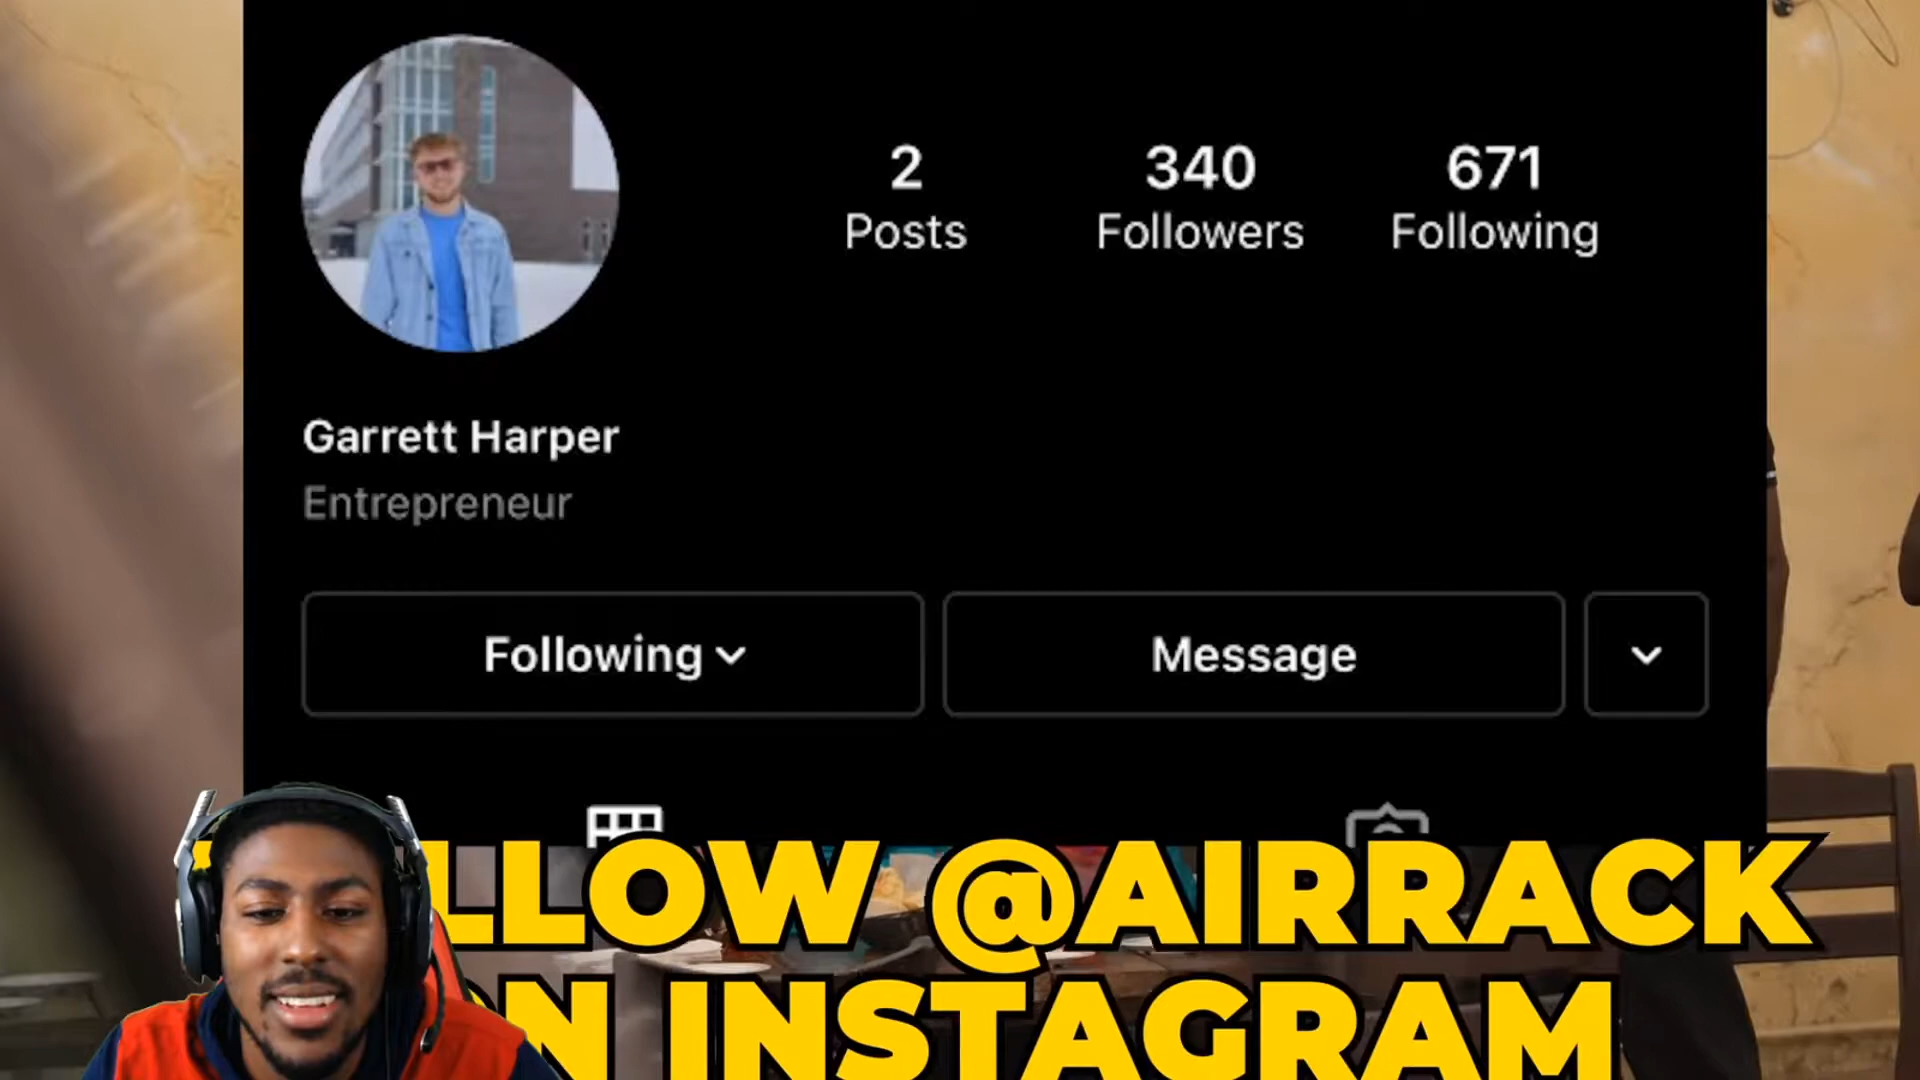 2 340 671
Posts Followers Following
Garrett Harper
Entrepreneur
Following Message
LLOW @AIRRACK
N INSTAGRAM